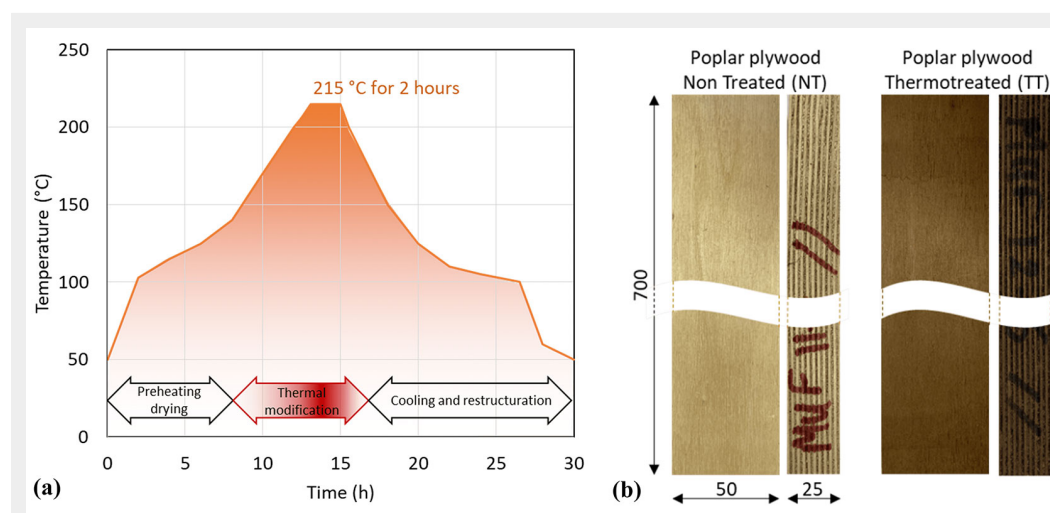 250
200
150
100
50
0
Temperature (°C)
215 °C for 2 hours
Preheating
drying
Thermal
modification
Cooling and restructuration
0 5 10 15 20 25 30
Time (h)
(a)
Poplar plywood
Non Treated (NT)
Poplar plywood
Thermotreated (TT)
700
//
MUF 11.
//
50
25
(b)